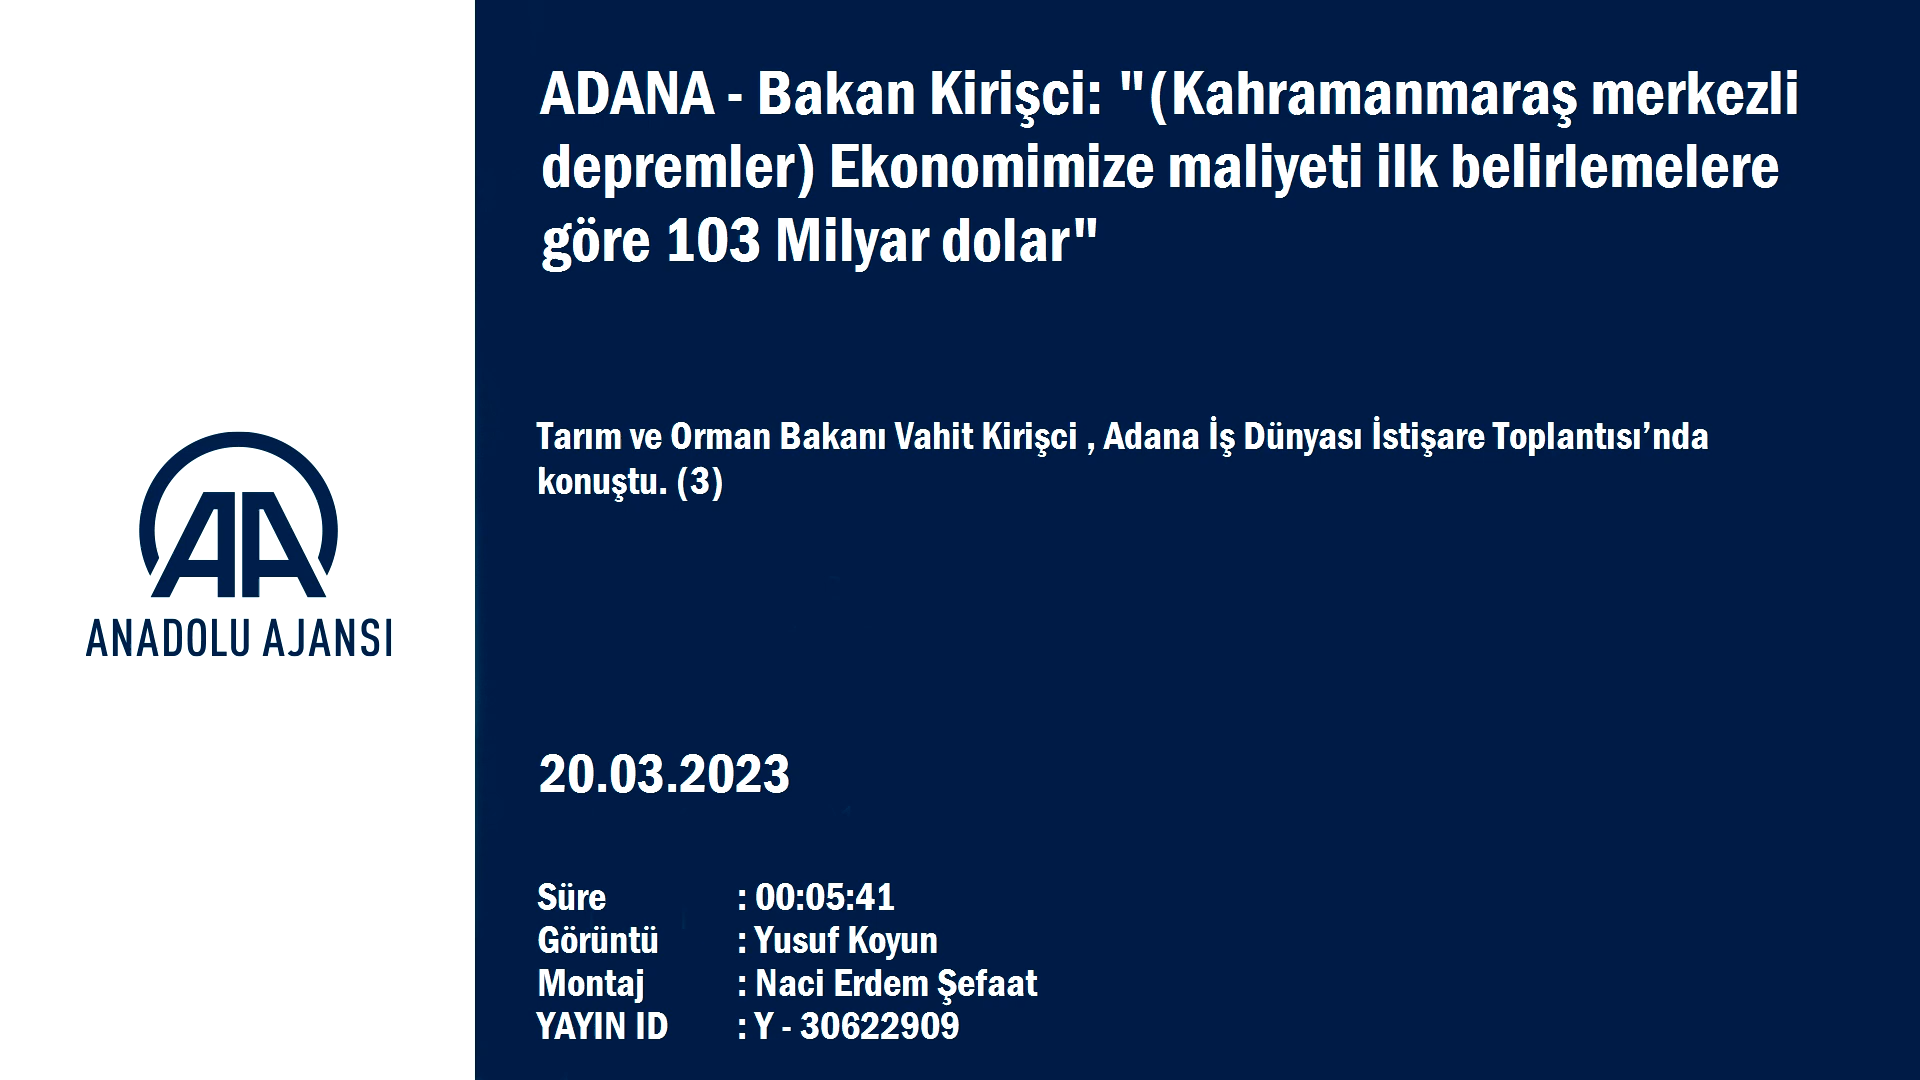 ADANA - Bakan Kirişci: "(Kahramanmaraş merkezli
depremler) Ekonomimize maliyeti ilk belirlemelere
göre 103 Milyar dolar"
Tarım ve Orman Bakanı Vahit Kirişci , Adana İş Dünyası İstişare Toplantısı’nda
konuştu. (3)
AA
ANADOLU AJANSI
20.03.2023
Süre : 00:05:41
Görüntü : Yusuf Koyun
Montaj : Naci Erdem Şefaat
YAYIN ID : Y - 30622909